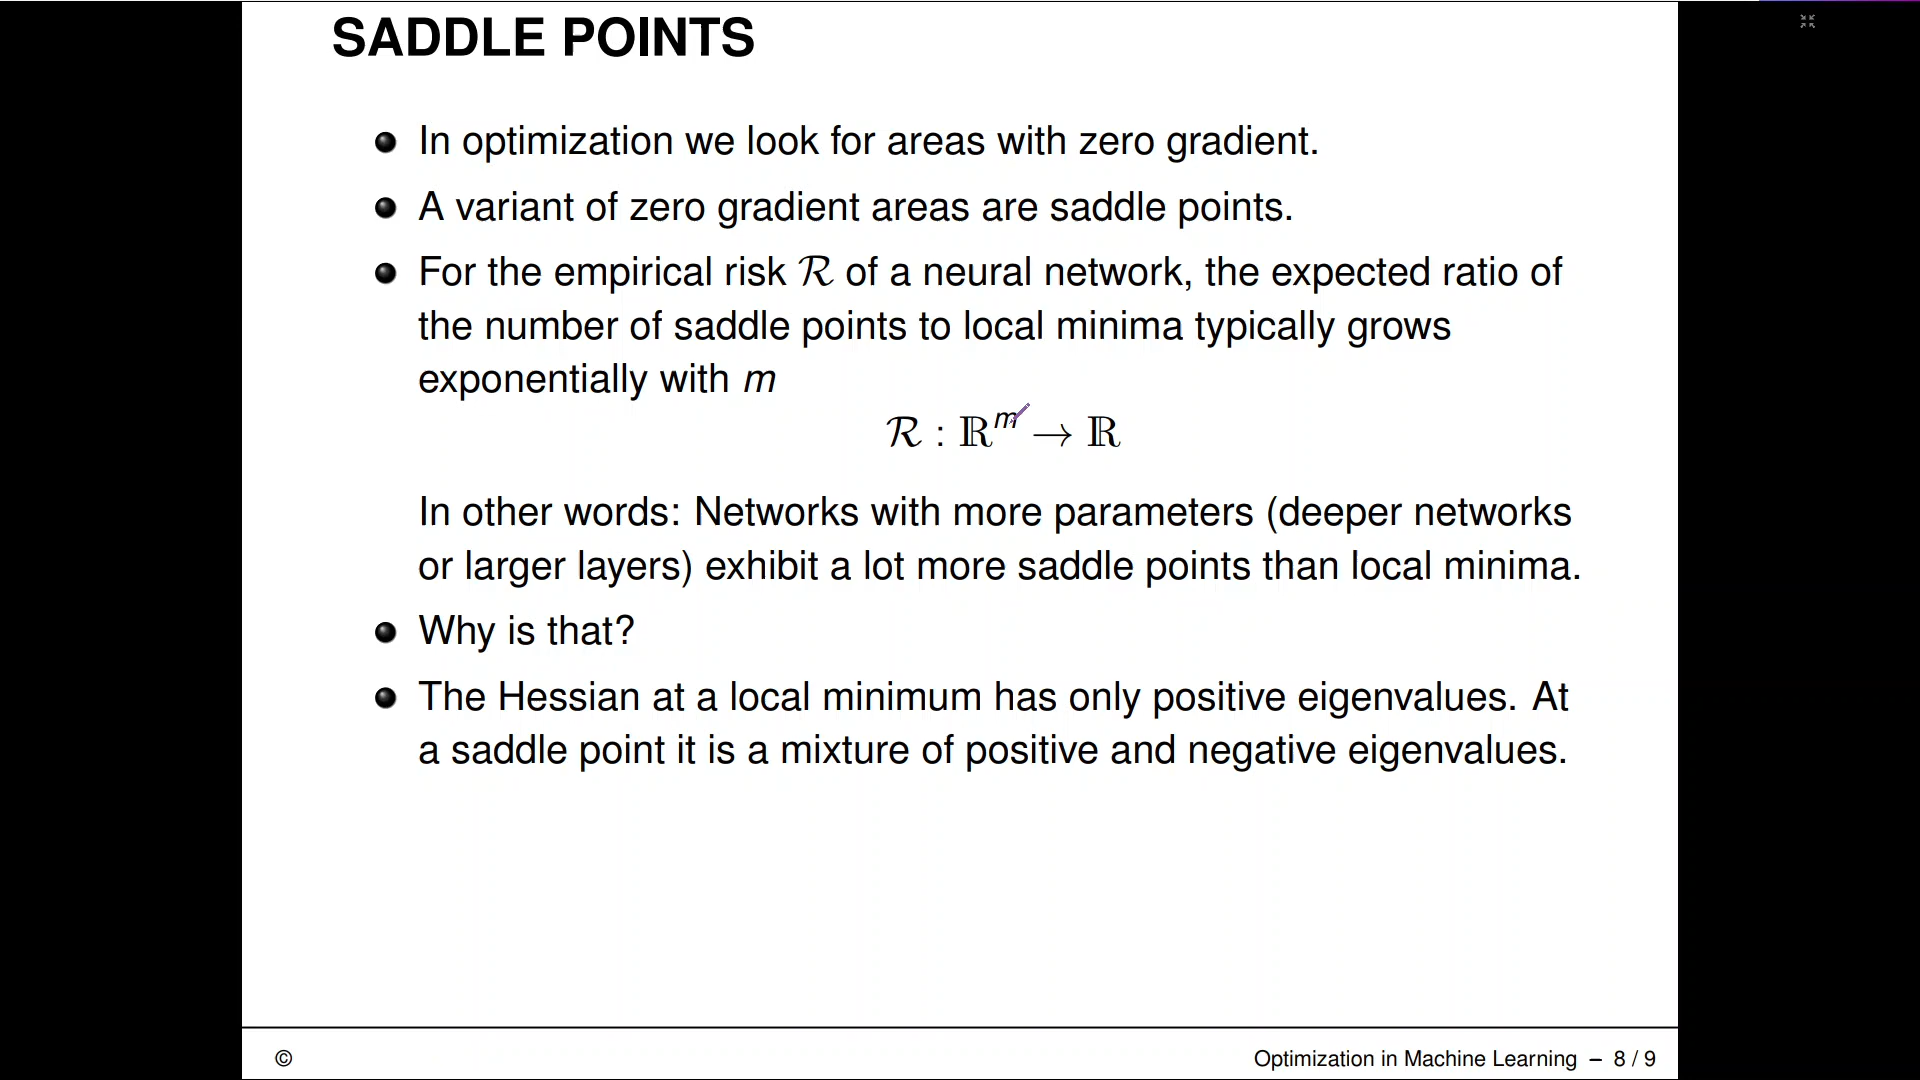 SADDLE POINTS
In optimization we look for areas with zero gradient.
A variant of zero gradient areas are saddle points.
For the empirical risk ℛ of a neural network, the expected ratio of
the number of saddle points to local minima typically grows
exponentially with m
ℛ : ℝᵐ → ℝ
In other words: Networks with more parameters (deeper networks
or larger layers) exhibit a lot more saddle points than local minima.
Why is that?
The Hessian at a local minimum has only positive eigenvalues. At
a saddle point it is a mixture of positive and negative eigenvalues.
© Optimization in Machine Learning – 8 / 9